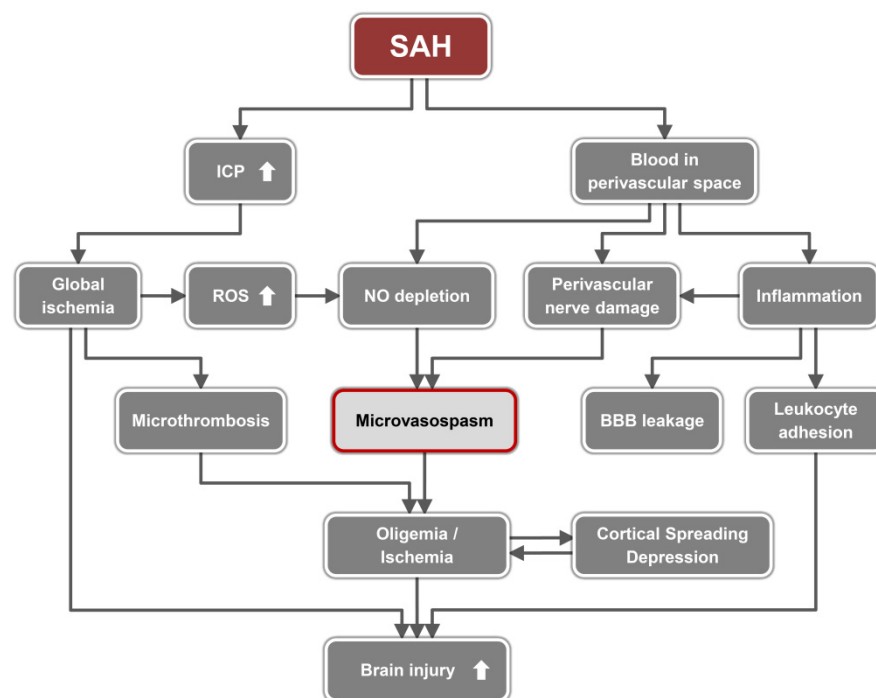 SAH
ICP
Blood in
perivascular space
Global
ischemia
ROS
NO depletion
Perivascular
nerve damage
Inflammation
Microthrombosis
Microvasospasm
BBB leakage
Leukocyte
adhesion
Oligemia /
Ischemia
Cortical Spreading
Depression
Brain injury